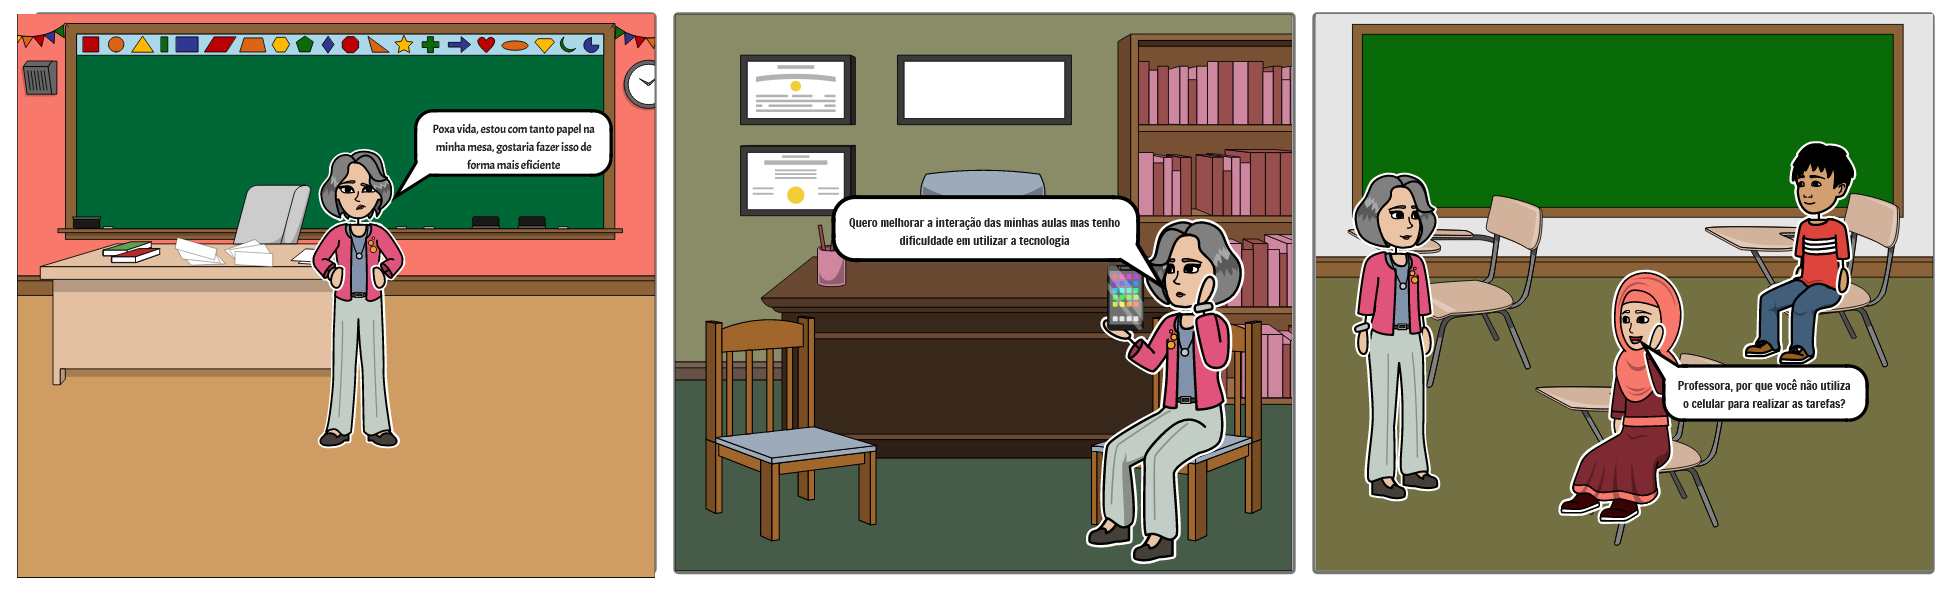 Poxa vida, estou com tanto papel na
minha mesa, gostaria fazer isso de
forma mais eficiente
Quero melhorar a interação das minhas aulas mas tenho
dificuldade em utilizar a tecnologia
Professora, por que você não utiliza
o celular para realizar as tarefas?